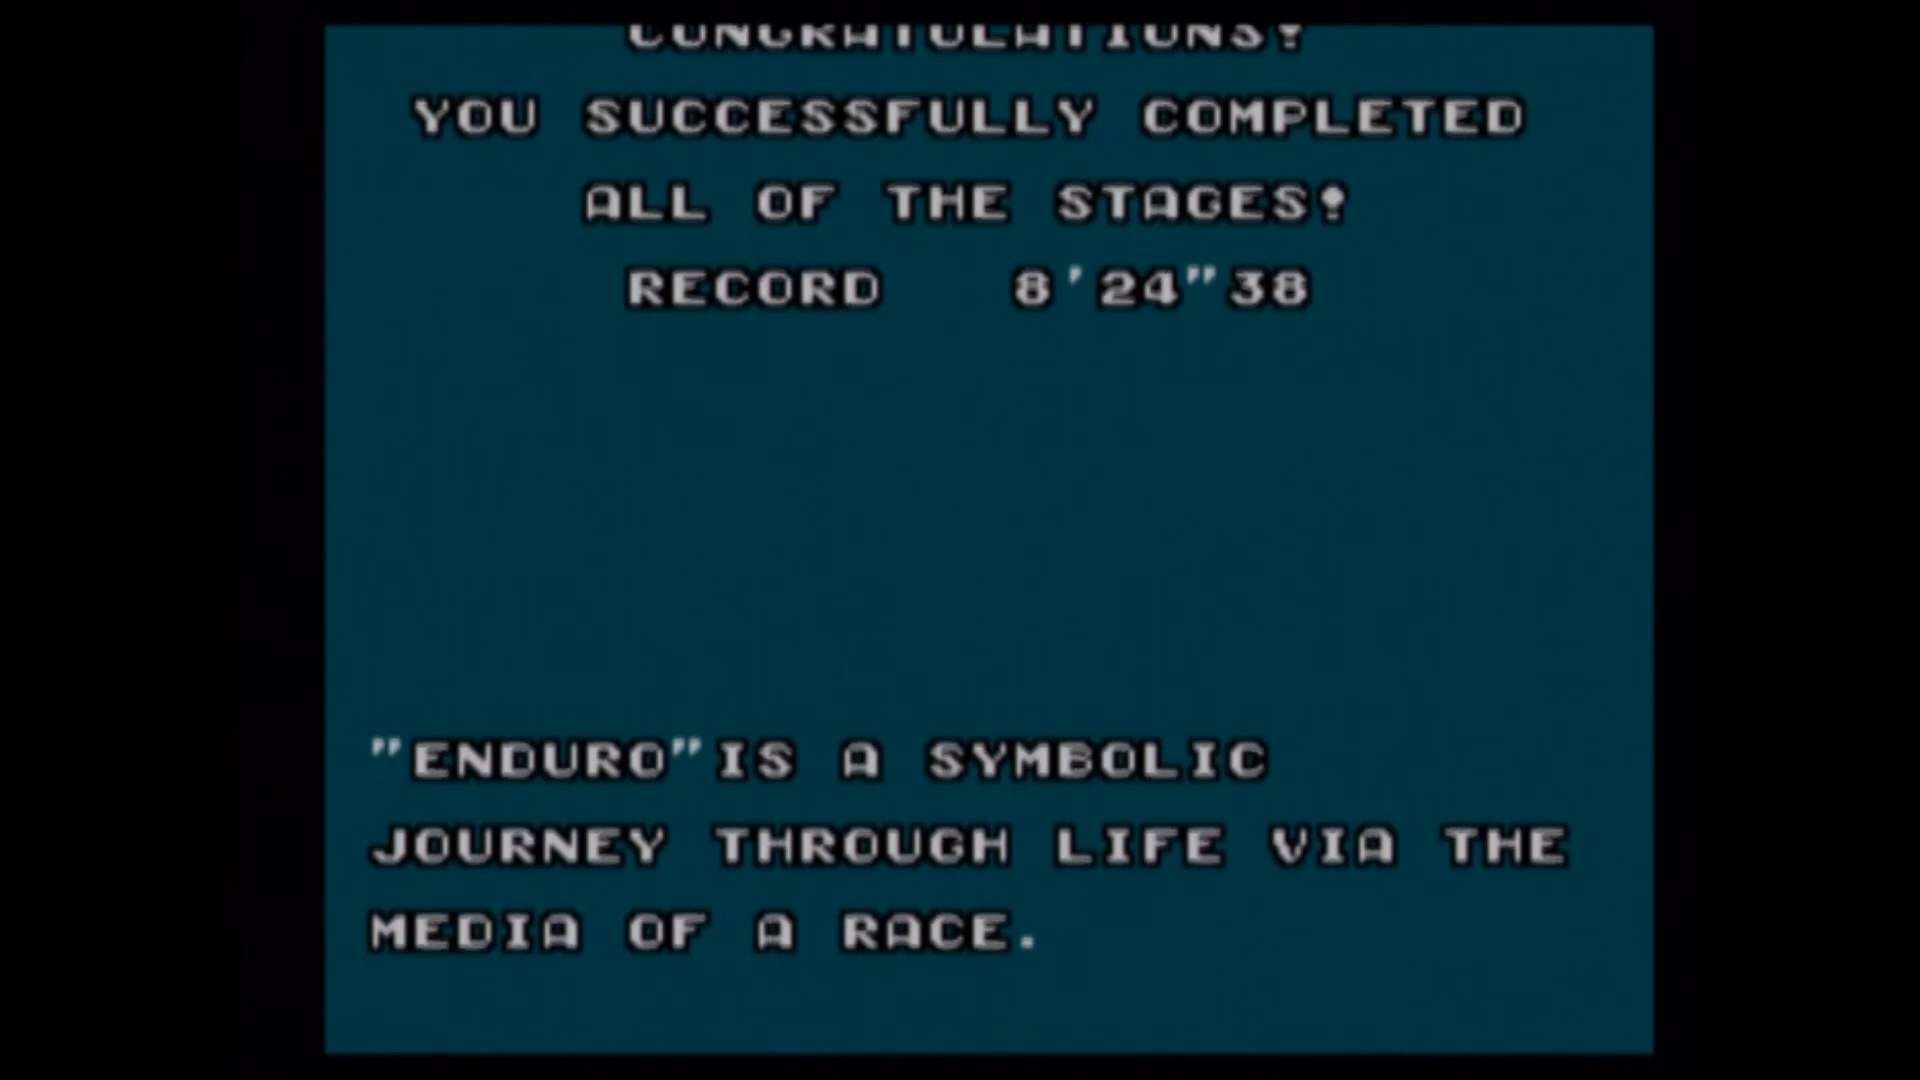 CONGRATULATIONS!
YOU SUCCESSFULLY COMPLETED
ALL OF THE STAGES!
RECORD 8'24"38
"ENDURO"IS A SYMBOLIC
JOURNEY THROUGH LIFE VIA THE
MEDIA OF A RACE.